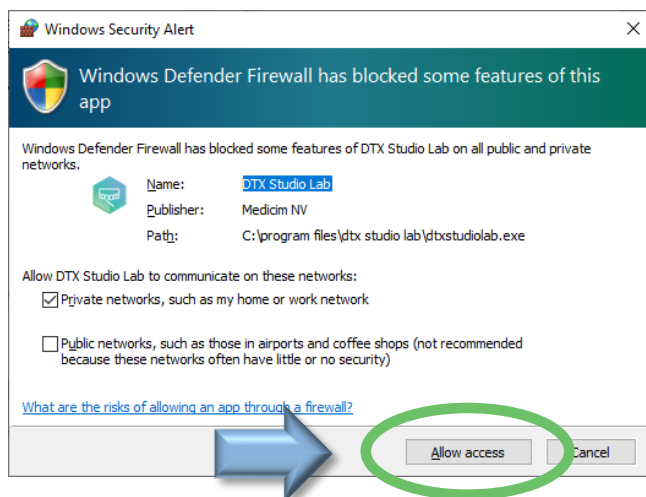 Windows Security Alert
Windows Defender Firewall has blocked some features of this
app
Windows Defender Firewall has blocked some features of DTX Studio Lab on all public and private
networks.
Name: DTX Studio Lab
Publisher: Medicim NV
Path: C:\program files\dtx studio lab\dtxstudiolab.exe
Allow DTX Studio Lab to communicate on these networks:
Private networks, such as my home or work network
Public networks, such as those in airports and coffee shops (not recommended
because these networks often have little or no security)
What are the risks of allowing an app through a firewall?
Allow access
Cancel